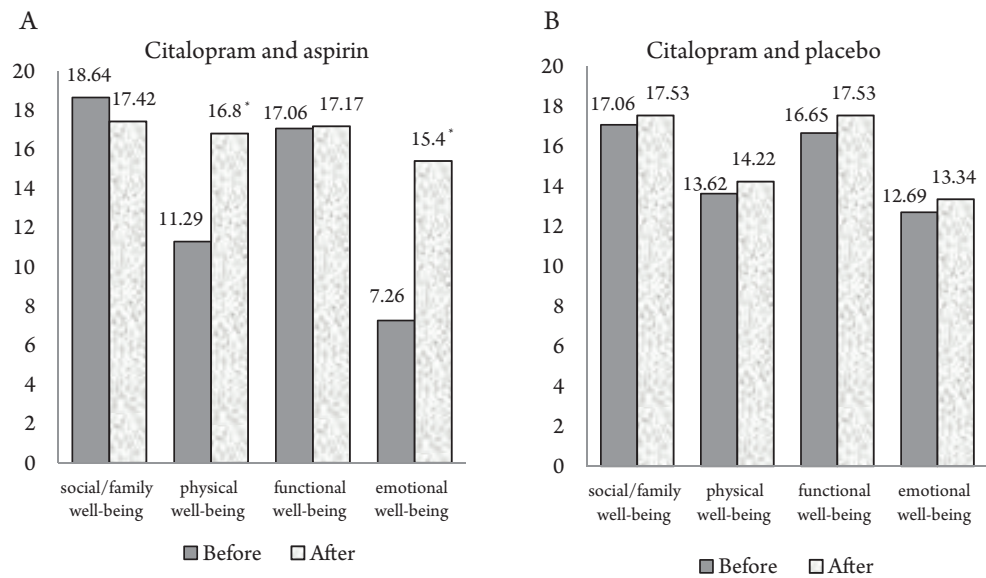 A
Citalopram and aspirin
20
18
16
14
12
10
8
6
4
2
0
18.64
17.42
11.29
16.8*
17.06
17.17
7.26
15.4*
social/family well-being
physical well-being
functional well-being
emotional well-being
Before After
B
Citalopram and placebo
20
18
16
14
12
10
8
6
4
2
0
17.06
17.53
13.62
14.22
16.65
17.53
12.69
13.34
social/family well-being
physical well-being
functional well-being
emotional well-being
Before After